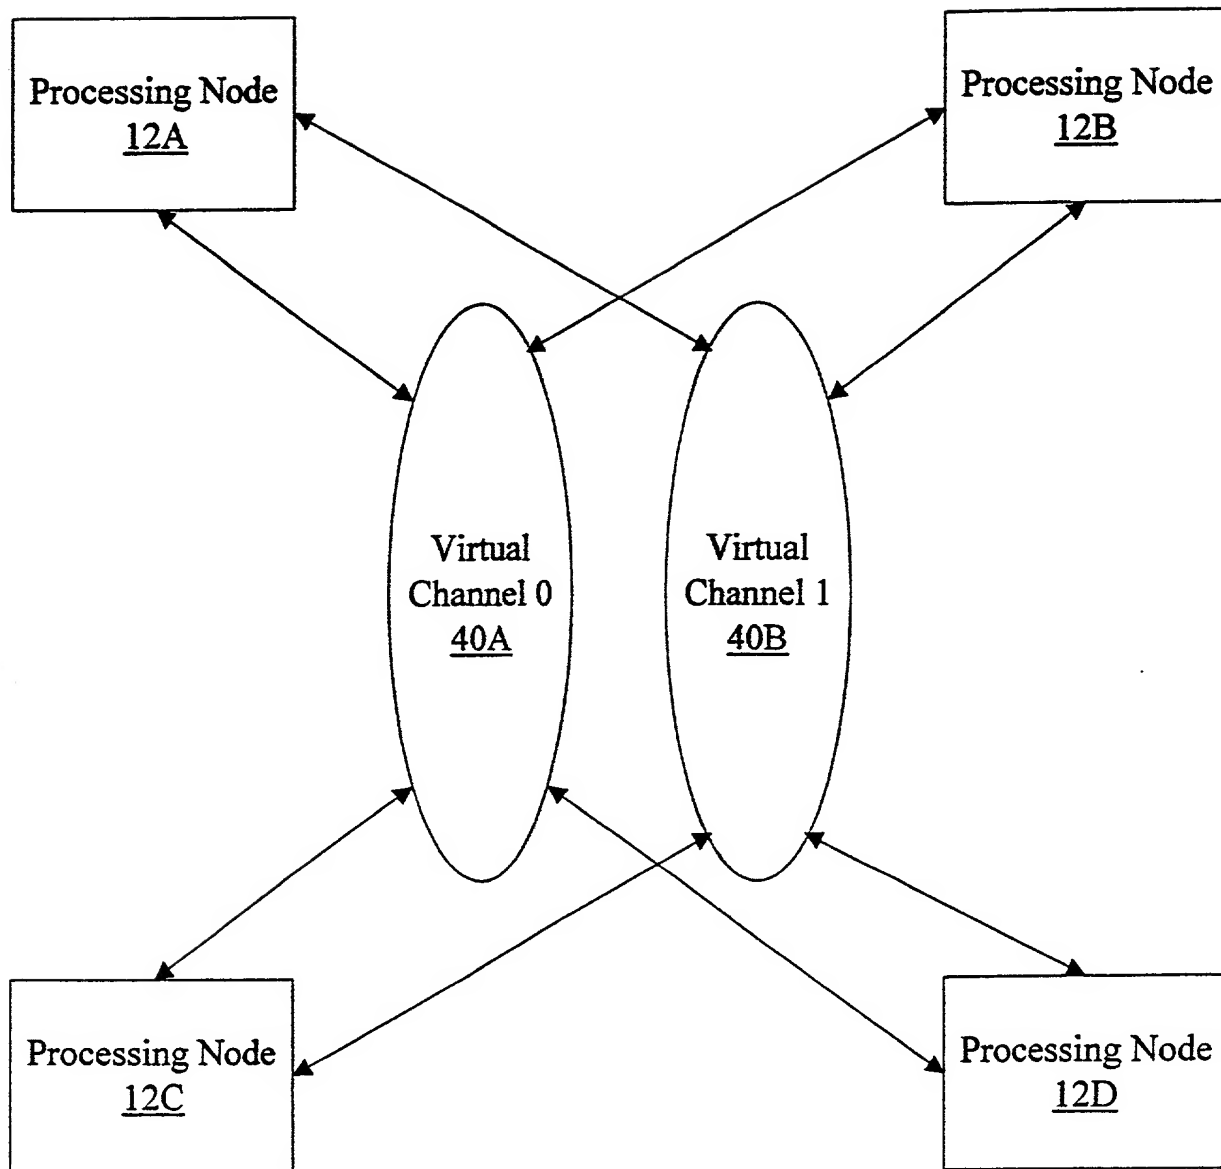 Processing Node
12A
Processing Node
12B
Virtual
Channel 0
40A
Virtual
Channel 1
40B
Processing Node
12C
Processing Node
12D